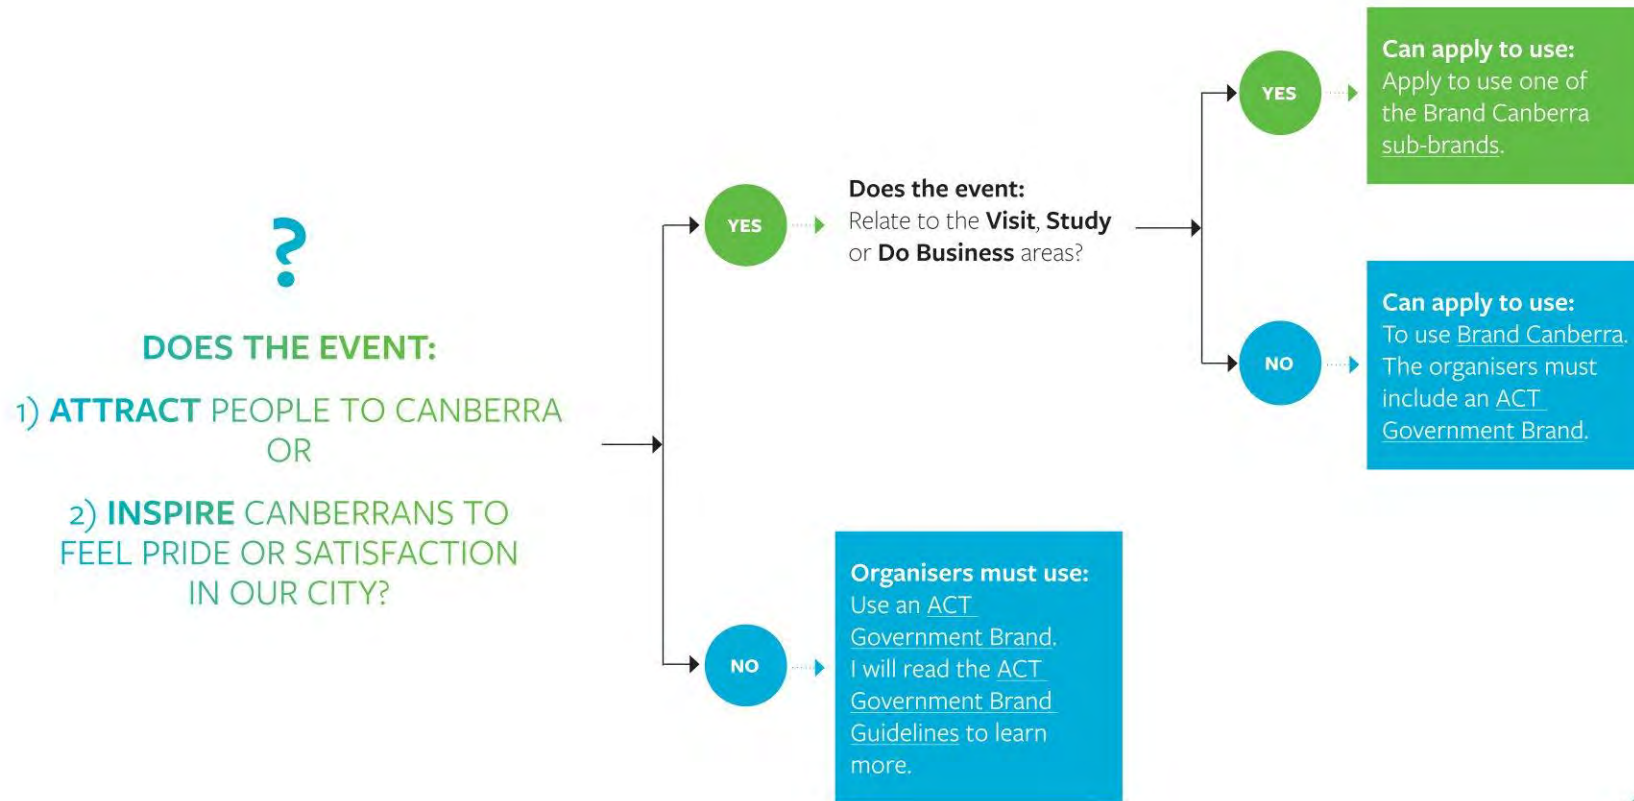 ?
DOES THE EVENT:
1) ATTRACT PEOPLE TO CANBERRA
OR
2) INSPIRE CANBERRANS TO
FEEL PRIDE OR SATISFACTION
IN OUR CITY?
YES
Does the event:
Relate to the Visit, Study
or Do Business areas?
YES
Can apply to use:
Apply to use one of
the Brand Canberra
sub-brands.
NO
Can apply to use:
To use Brand Canberra.
The organisers must
include an ACT
Government Brand.
NO
Organisers must use:
Use an ACT
Government Brand.
I will read the ACT
Government Brand
Guidelines to learn
more.